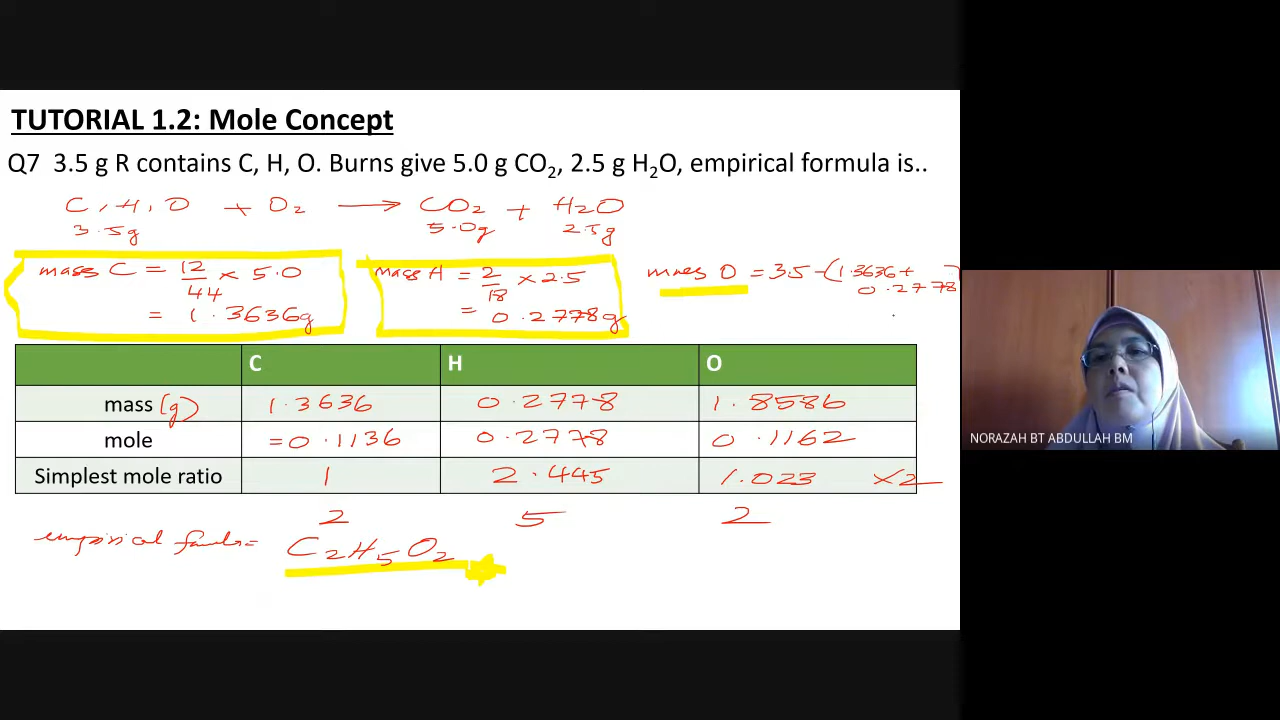 TUTORIAL 1.2: Mole Concept
Q7 3.5 g R contains C, H, O. Burns give 5.0 g CO₂, 2.5 g H₂O, empirical formula is..
C, H, O + O₂ → CO₂ + H₂O
3.5g 5.0g 2.5g
mass C = 12/44 × 5.0
= 1.3636g
mass H = 2/18 × 2.5
= 0.2778g
mass O = 3.5 - (1.3636 + 0.2778)
C H O
mass (g) 1.3636 0.2778 1.8586
mole =0.1136 0.2778 0.1162
Simplest mole ratio 1 2.445 1.023 ×2
2 5 2
empirical = C₂H₅O₂
NORAZAH BT ABDULLAH BM